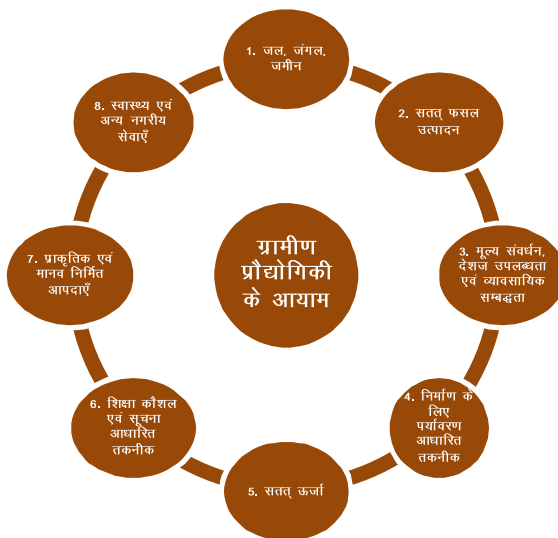 1. जल, जंगल,
जमीन
2. सतत् फसल
उत्पादन
3. मूल्य संवर्धन,
देशज उपलब्धता
एवं व्यावसायिक
सम्बद्धता
4. निर्माण के
लिए
पर्यावरण
आधारित
तकनीक
5. सतत् ऊर्जा
6. शिक्षा कौशल
एवं सूचना
आधारित
तकनीक
7. प्राकृतिक एवं
मानव निर्मित
आपदाएँ
8. स्वास्थ्य एवं
अन्य नगरीय
सेवाएँ
ग्रामीण
प्रौद्योगिकी
के आयाम